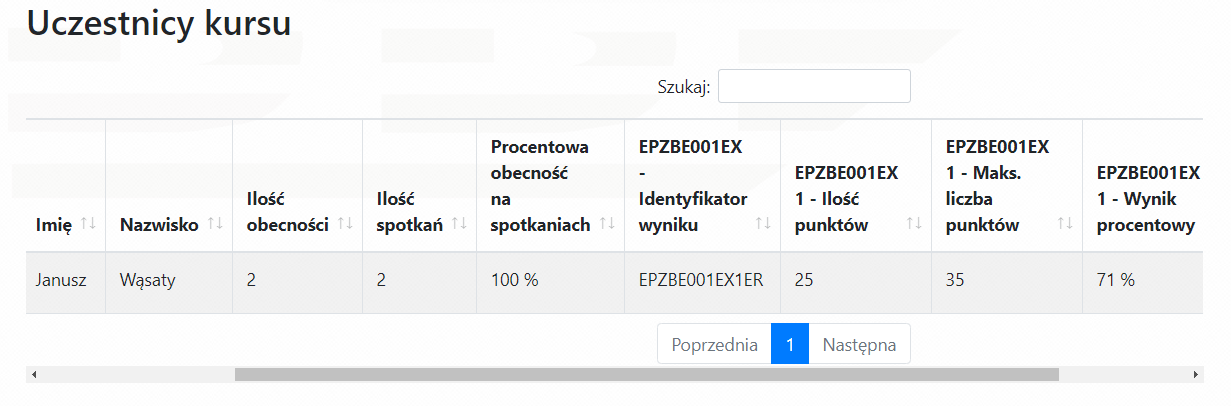 Uczestnicy kursu
Szukaj:
Imię
Nazwisko
Ilość
obecności
Ilość
spotkań
Procentowa
obecność
na
spotkaniach
EPZBE001EX
-
Identyfikator
wyniku
EPZBE001EX
1 - Ilość
punktów
EPZBE001EX
1 - Maks.
liczba
punktów
EPZBE001EX
1 - Wynik
procentowy
Janusz Wąsaty 2 2 100 % EPZBE001EX1ER 25 35 71 %
Poprzednia 1 Następna